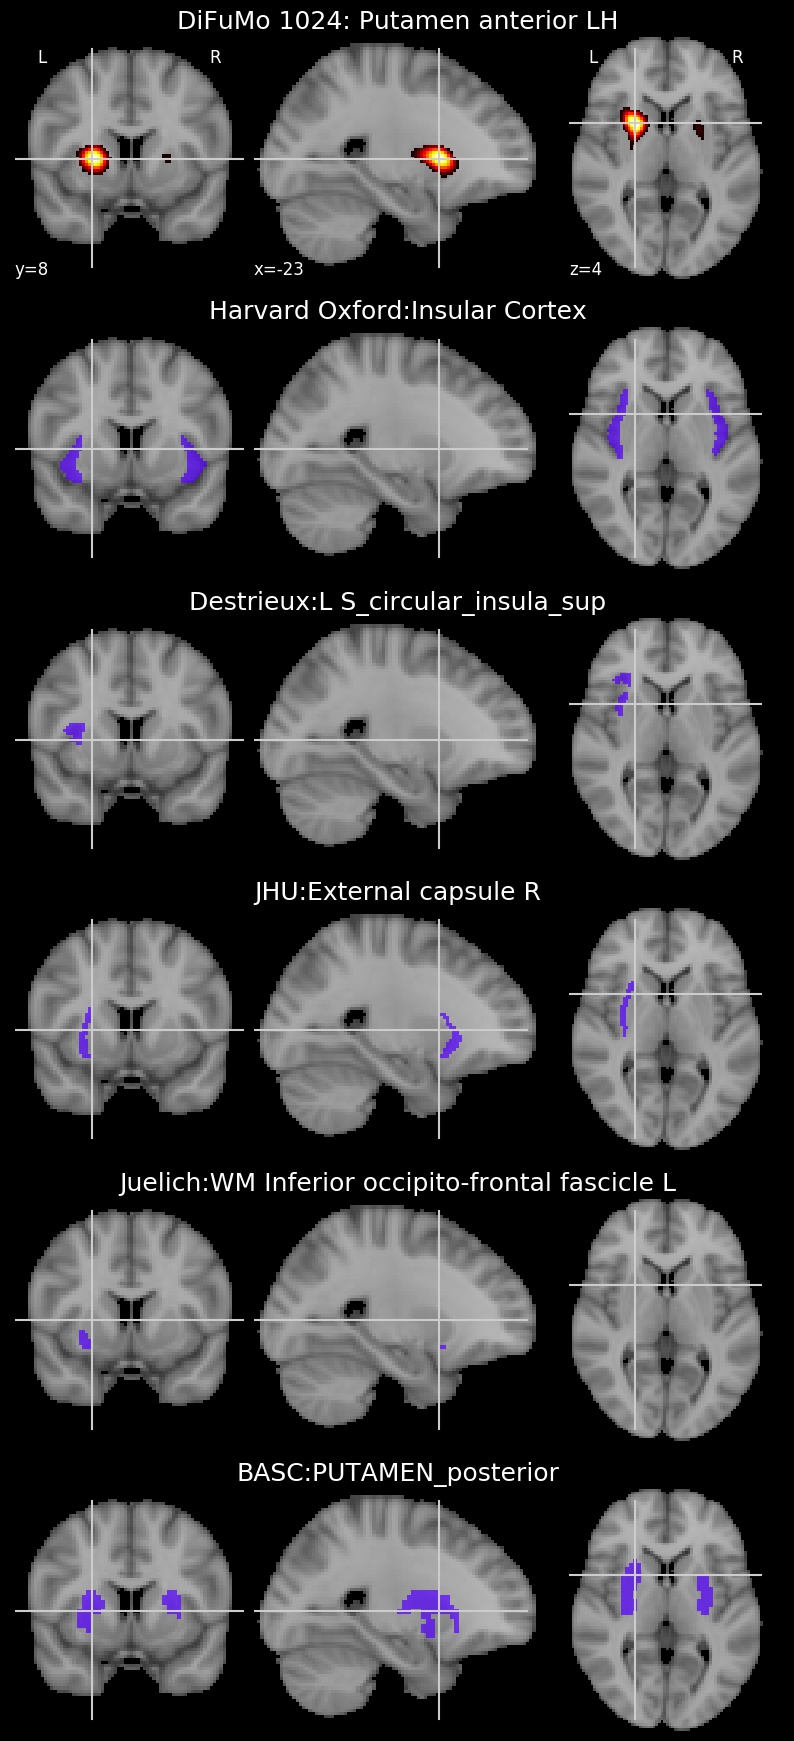 DiFuMo 1024: Putamen anterior LH
L R L R
y=8 x=-23 z=4
Harvard Oxford:Insular Cortex
Destrieux:L S_circular_insula_sup
JHU:External capsule R
Juelich:WM Inferior occipito-frontal fascicle L
BASC:PUTAMEN_posterior